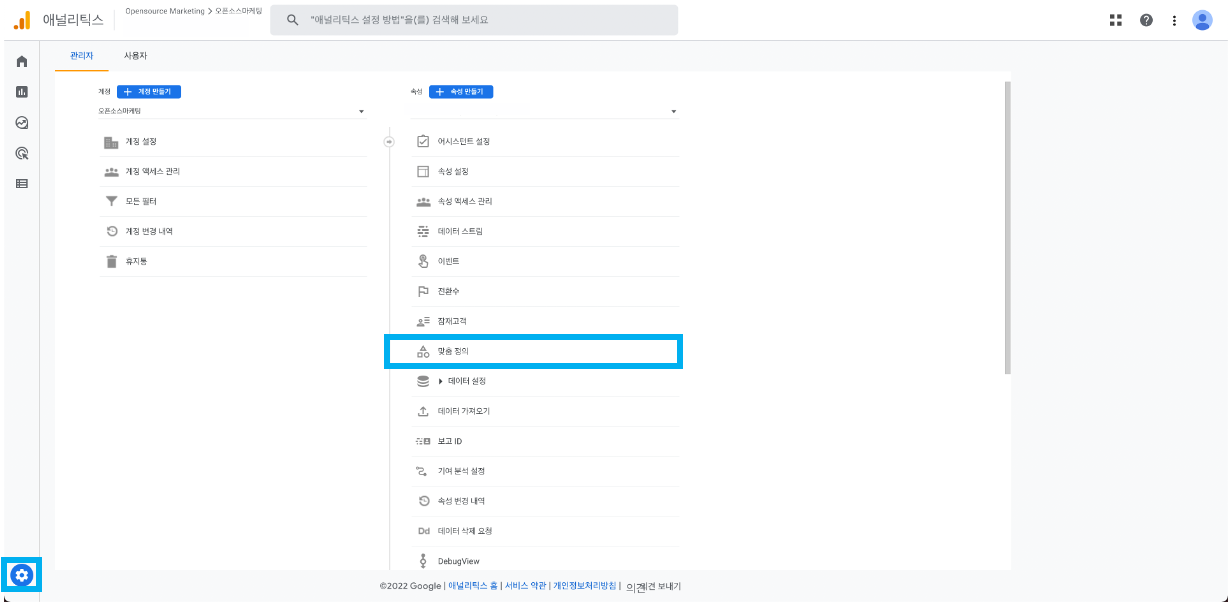 애널리틱스
Opensource Marketing > 오픈소스마케팅
"애널리틱스 설정 방법"을(를) 검색해 보세요
관리자
사용자
계정
+ 계정 만들기
오픈소스마케팅
계정 설정
계정 액세스 관리
모든 필터
계정 변경 내역
휴지통
속성
+ 속성 만들기
어시스턴트 설정
속성 설정
속성 액세스 관리
데이터 스트림
이벤트
전환수
잠재고객
맞춤 정의
데이터 설정
데이터 가져오기
보고 ID
기여 분석 설정
속성 변경 내역
Dd 데이터 삭제 요청
DebugView
©2022 Google | 애널리틱스 홈 | 서비스 약관 | 개인정보처리방침 | 의견 보내기